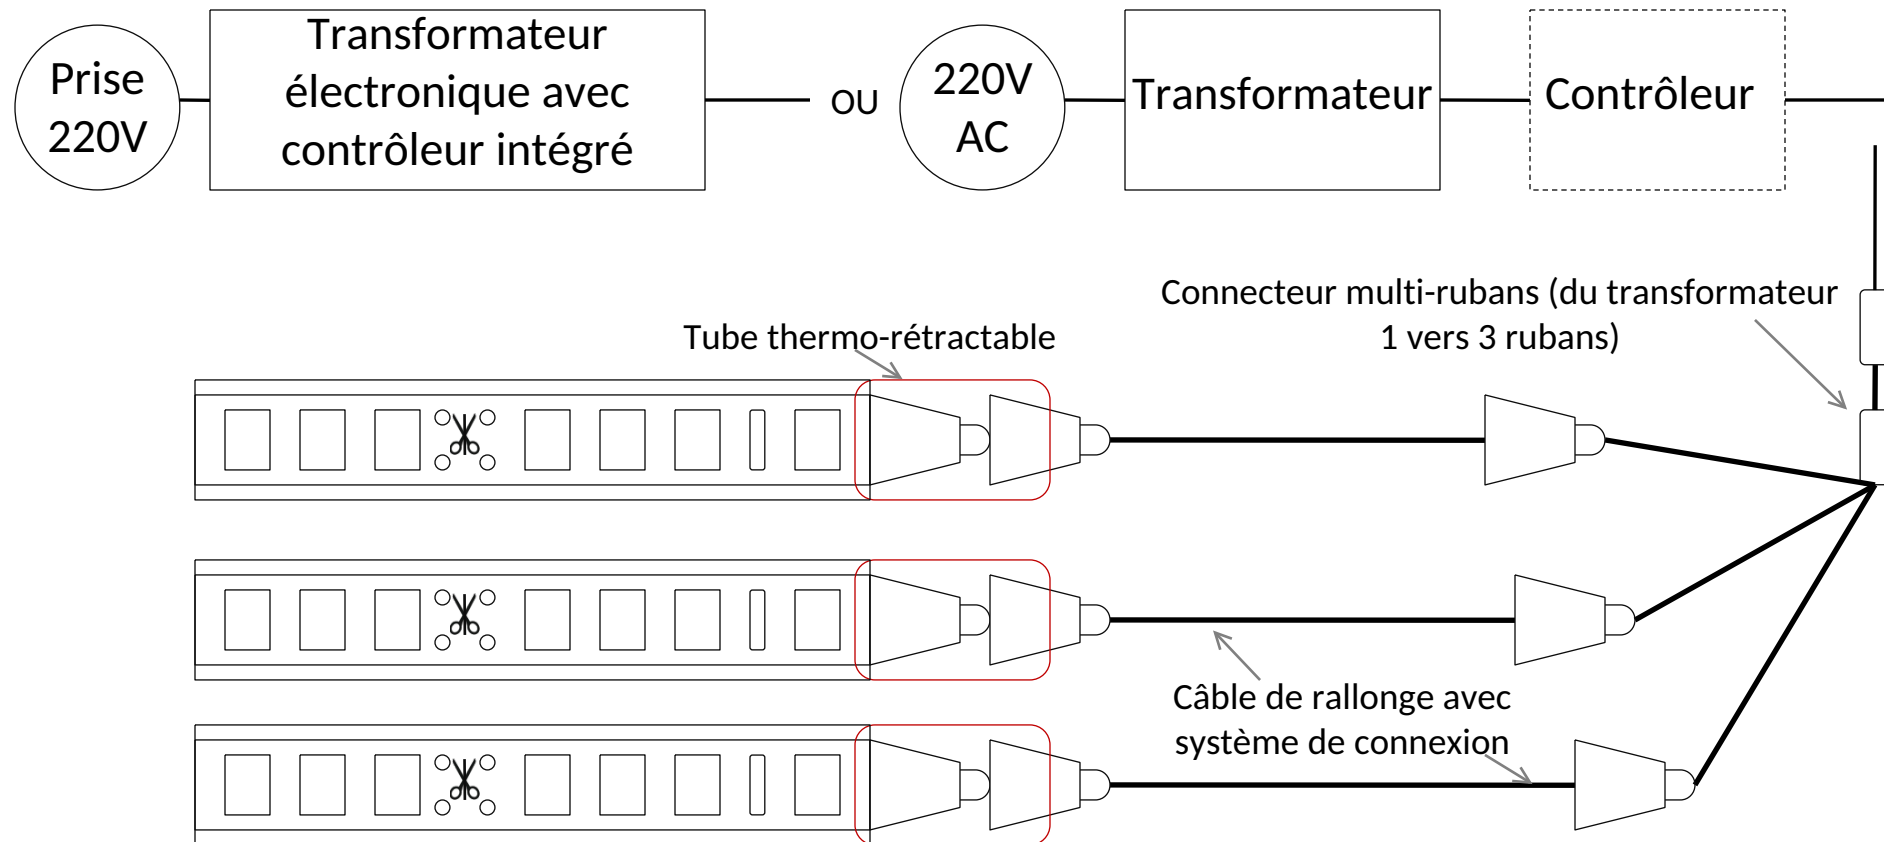 Prise
220V
Transformateur
électronique avec
contrôleur intégré
OU
220V
AC
Transformateur
Contrôleur
Connecteur multi-rubans (du transformateur
1 vers 3 rubans)
Tube thermo-rétractable
Câble de rallonge avec
système de connexion